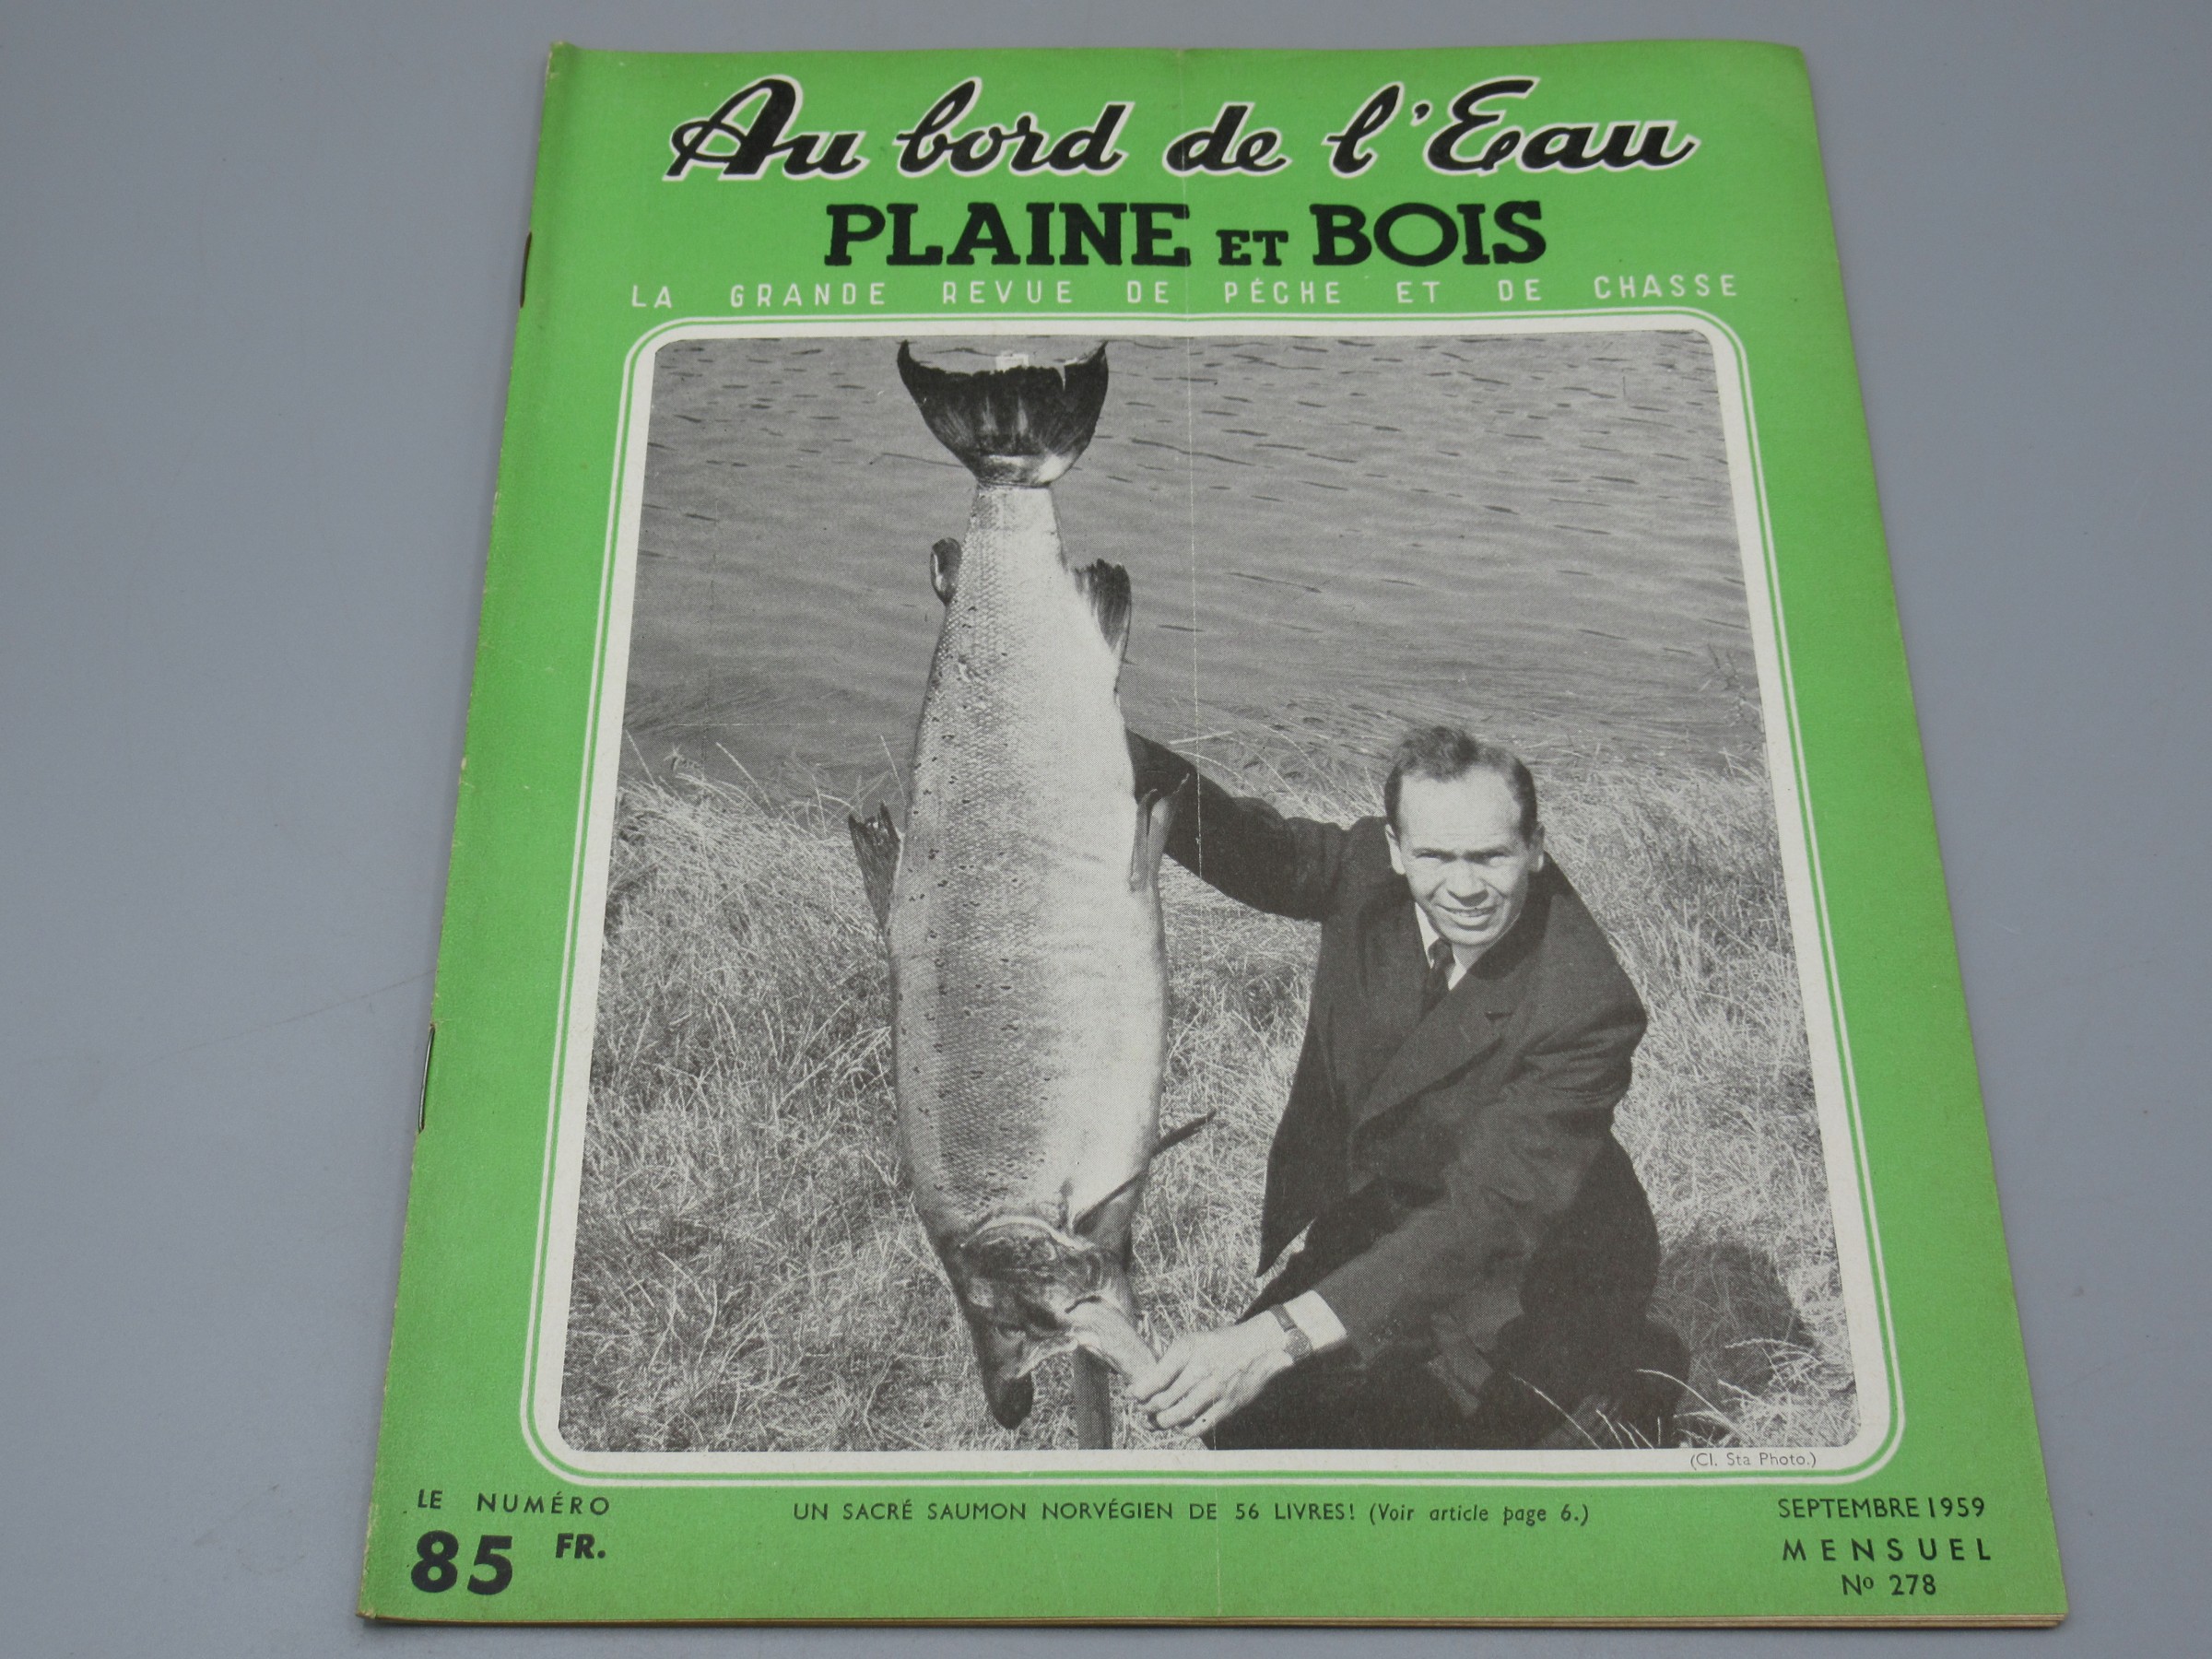 Au bord de l'Eau
PLAINE ET BOIS
LA GRANDE REVUE DE PÊCHE ET DE CHASSE
(Cl. Sta Photo.)
LE NUMÉRO
85 FR.
UN SACRÉ SAUMON NORVÉGIEN DE 56 LIVRES! (Voir article page 6.)
SEPTEMBRE 1959
MENSUEL
Nº 278